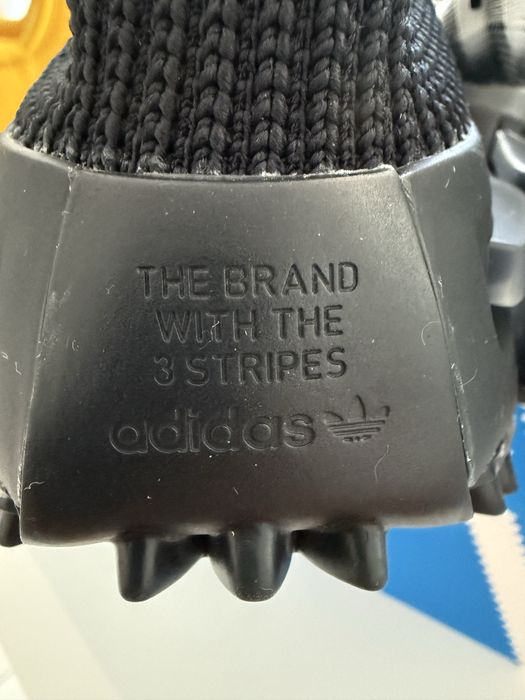 THE BRAND
WITH THE
3 STRIPES
adidas